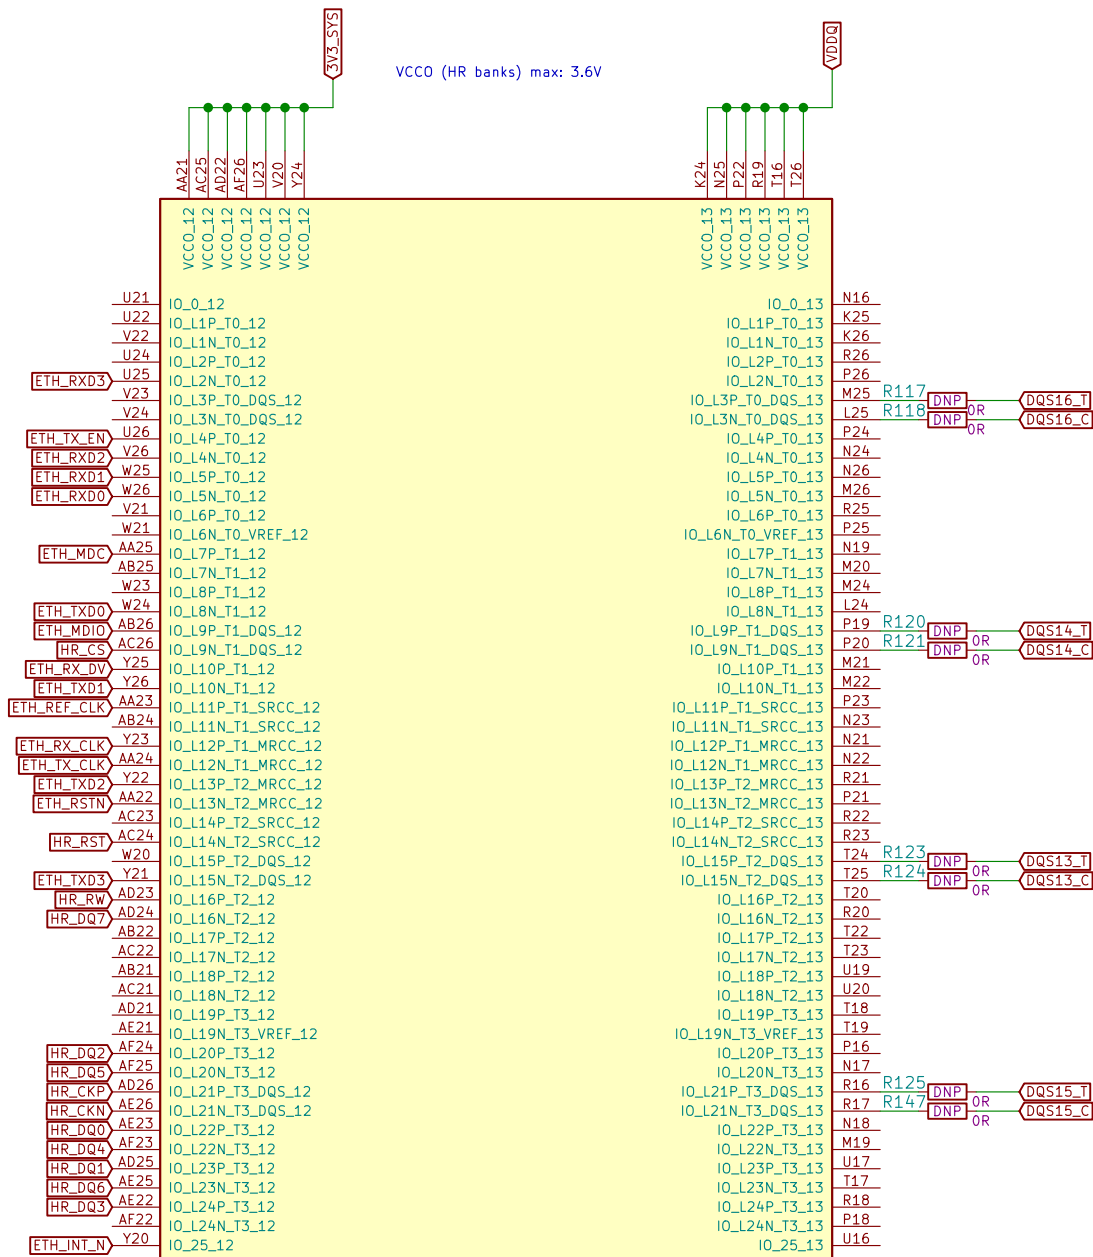 3V3_SYS
VCCO (HR banks) max: 3.6V
VDDQ
AA21 AC25 AD22 AF26 U23 V20 Y24 K24 N25 P22 R19 T16 T26
VCCO_12 VCCO_12 VCCO_12 VCCO_12 VCCO_12 VCCO_12 VCCO_12 VCCO_13 VCCO_13 VCCO_13 VCCO_13 VCCO_13 VCCO_13
U21 IO_0_12 IO_0_13 N16
U22 IO_L1P_T0_12 IO_L1P_T0_13 K25
V22 IO_L1N_T0_12 IO_L1N_T0_13 K26
U24 IO_L2P_T0_12 IO_L2P_T0_13 R26
ETH_RXD3 U25 IO_L2N_T0_12 IO_L2N_T0_13 P26
V23 IO_L3P_T0_DQS_12 IO_L3P_T0_DQS_13 M25 R117 DNP 0R DQS16_T
V24 IO_L3N_T0_DQS_12 IO_L3N_T0_DQS_13 L25 R118 DNP 0R DQS16_C
ETH_TX_EN U26 IO_L4P_T0_12 IO_L4P_T0_13 P24
ETH_RXD2 V26 IO_L4N_T0_12 IO_L4N_T0_13 N24
ETH_RXD1 W25 IO_L5P_T0_12 IO_L5P_T0_13 N26
ETH_RXD0 W26 IO_L5N_T0_12 IO_L5N_T0_13 M26
V21 IO_L6P_T0_12 IO_L6P_T0_13 R25
W21 IO_L6N_T0_VREF_12 IO_L6N_T0_VREF_13 P25
ETH_MDC AA25 IO_L7P_T1_12 IO_L7P_T1_13 N19
AB25 IO_L7N_T1_12 IO_L7N_T1_13 M20
W23 IO_L8P_T1_12 IO_L8P_T1_13 M24
ETH_TXD0 W24 IO_L8N_T1_12 IO_L8N_T1_13 L24
ETH_MDIO AB26 IO_L9P_T1_DQS_12 IO_L9P_T1_DQS_13 P19 R120 DNP 0R DQS14_T
HR_CS AC26 IO_L9N_T1_DQS_12 IO_L9N_T1_DQS_13 P20 R121 DNP 0R DQS14_C
ETH_RX_DV Y25 IO_L10P_T1_12 IO_L10P_T1_13 M21
ETH_TXD1 Y26 IO_L10N_T1_12 IO_L10N_T1_13 M22
ETH_REF_CLK AA23 IO_L11P_T1_SRCC_12 IO_L11P_T1_SRCC_13 P23
AB24 IO_L11N_T1_SRCC_12 IO_L11N_T1_SRCC_13 N23
ETH_RX_CLK Y23 IO_L12P_T1_MRCC_12 IO_L12P_T1_MRCC_13 N21
ETH_TX_CLK AA24 IO_L12N_T1_MRCC_12 IO_L12N_T1_MRCC_13 N22
ETH_TXD2 Y22 IO_L13P_T2_MRCC_12 IO_L13P_T2_MRCC_13 R21
ETH_RSTN AA22 IO_L13N_T2_MRCC_12 IO_L13N_T2_MRCC_13 P21
AC23 IO_L14P_T2_SRCC_12 IO_L14P_T2_SRCC_13 R22
HR_RST AC24 IO_L14N_T2_SRCC_12 IO_L14N_T2_SRCC_13 R23
W20 IO_L15P_T2_DQS_12 IO_L15P_T2_DQS_13 T24 R123 DNP 0R DQS13_T
ETH_TXD3 Y21 IO_L15N_T2_DQS_12 IO_L15N_T2_DQS_13 T25 R124 DNP 0R DQS13_C
HR_RW AD23 IO_L16P_T2_12 IO_L16P_T2_13 T20
HR_DQ7 AD24 IO_L16N_T2_12 IO_L16N_T2_13 R20
AB22 IO_L17P_T2_12 IO_L17P_T2_13 T22
AC22 IO_L17N_T2_12 IO_L17N_T2_13 T23
AB21 IO_L18P_T2_12 IO_L18P_T2_13 U19
AC21 IO_L18N_T2_12 IO_L18N_T2_13 U20
AD21 IO_L19P_T3_12 IO_L19P_T3_13 T18
AE21 IO_L19N_T3_VREF_12 IO_L19N_T3_VREF_13 T19
HR_DQ2 AF24 IO_L20P_T3_12 IO_L20P_T3_13 P16
HR_DQ5 AF25 IO_L20N_T3_12 IO_L20N_T3_13 N17
HR_CKP AD26 IO_L21P_T3_DQS_12 IO_L21P_T3_DQS_13 R16 R125 DNP 0R DQS15_T
HR_CKN AE26 IO_L21N_T3_DQS_12 IO_L21N_T3_DQS_13 R17 R147 DNP 0R DQS15_C
HR_DQ0 AE23 IO_L22P_T3_12 IO_L22P_T3_13 N18
HR_DQ4 AF23 IO_L22N_T3_12 IO_L22N_T3_13 M19
HR_DQ1 AD25 IO_L23P_T3_12 IO_L23P_T3_13 U17
HR_DQ6 AE25 IO_L23N_T3_12 IO_L23N_T3_13 T17
HR_DQ3 AE22 IO_L24P_T3_12 IO_L24P_T3_13 R18
AF22 IO_L24N_T3_12 IO_L24N_T3_13 P18
ETH_INT_N Y20 IO_25_12 IO_25_13 U16